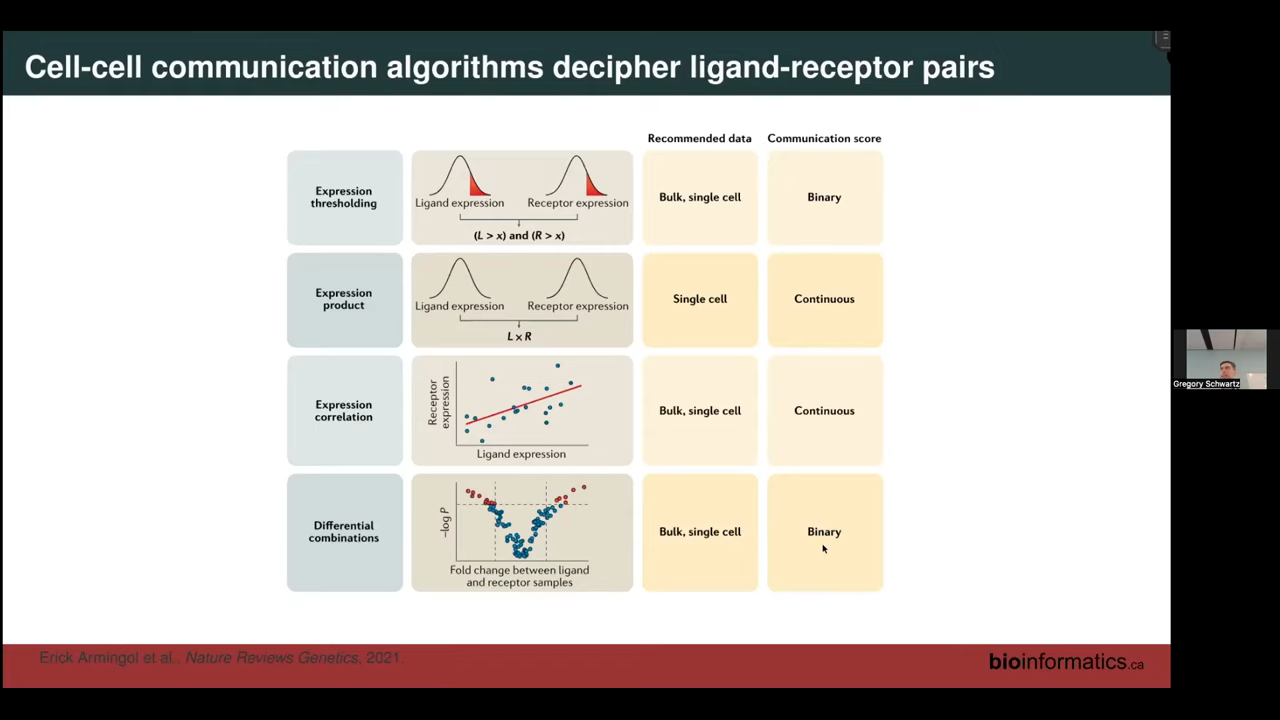 Cell-cell communication algorithms decipher ligand-receptor pairs
Recommended data
Communication score
Expression
thresholding
Ligand expression
Receptor expression
(L > x) and (R > x)
Bulk, single cell
Binary
Expression
product
Ligand expression
Receptor expression
L × R
Single cell
Continuous
Expression
correlation
Receptor
expression
Ligand expression
Bulk, single cell
Continuous
Differential
combinations
–log P
Fold change between ligand
and receptor samples
Bulk, single cell
Binary
Gregory Schwartz
Erick Armingol et al., Nature Reviews Genetics, 2021.
bioinformatics.ca